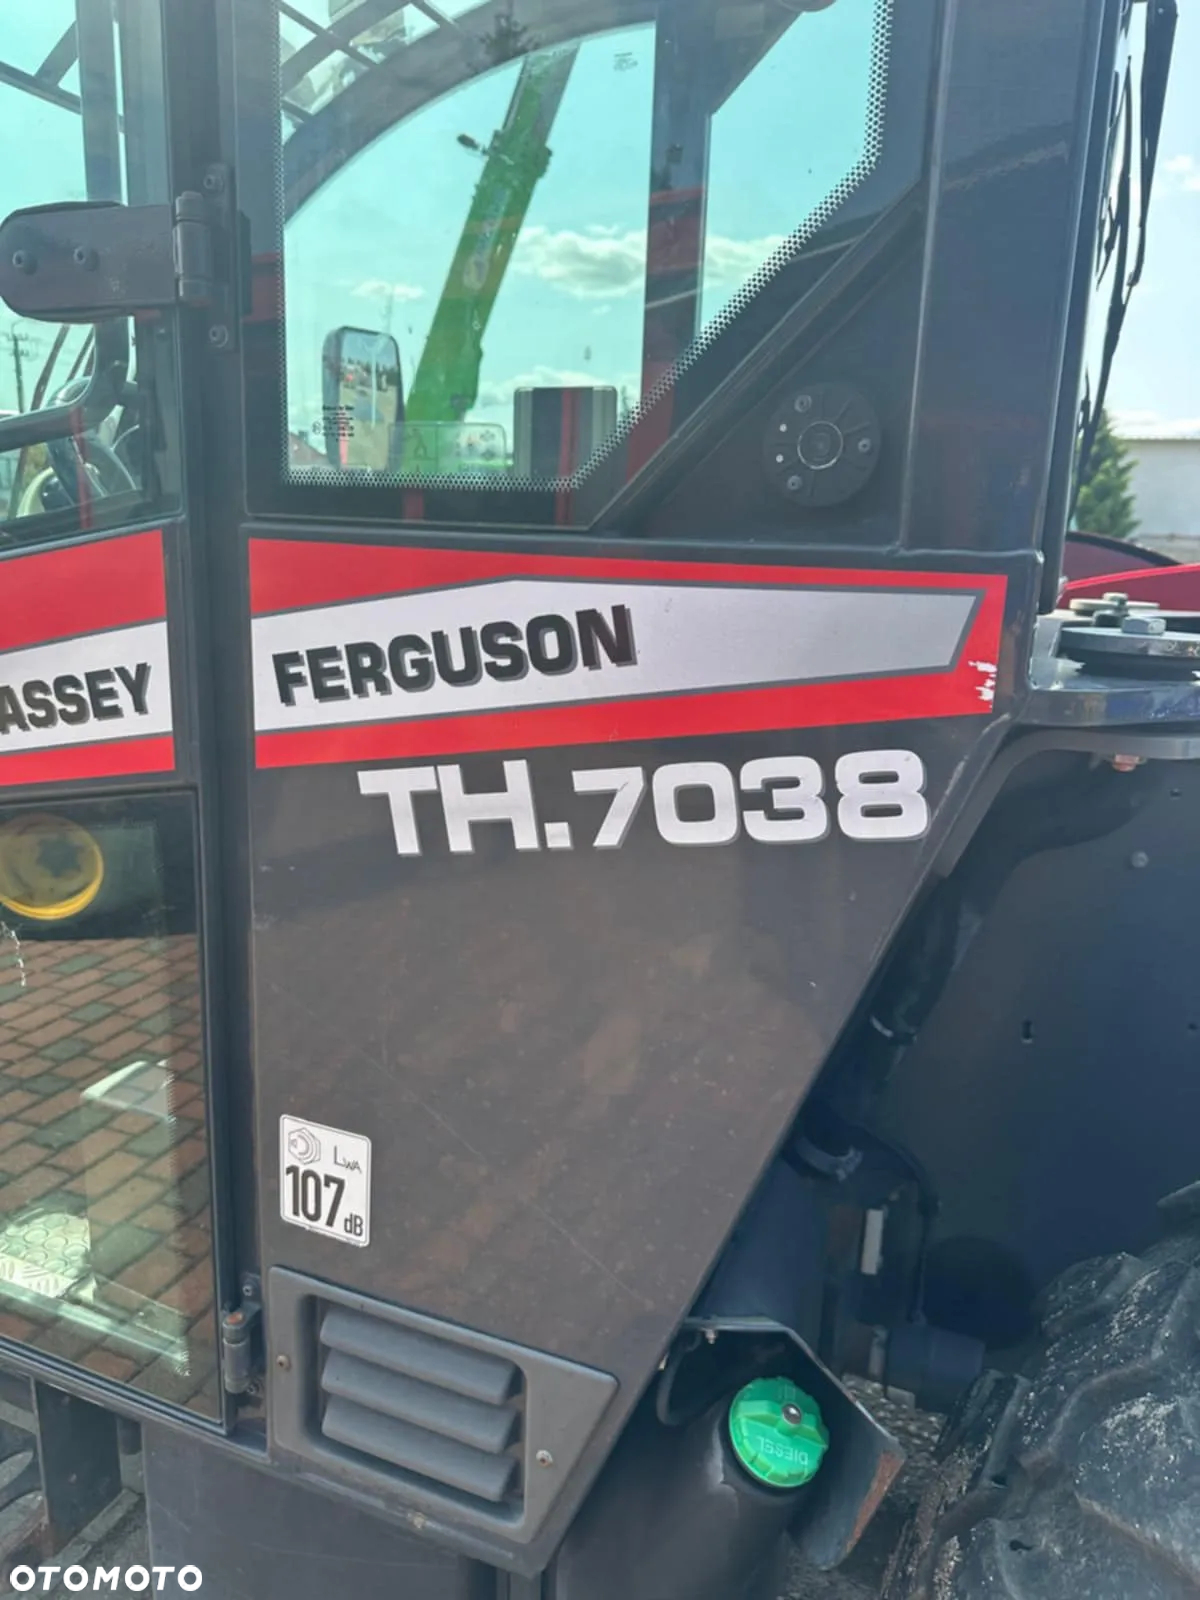 ASSEY
FERGUSON
TH.7038
LWA
107 dB
DIESEL
OTOMOTO